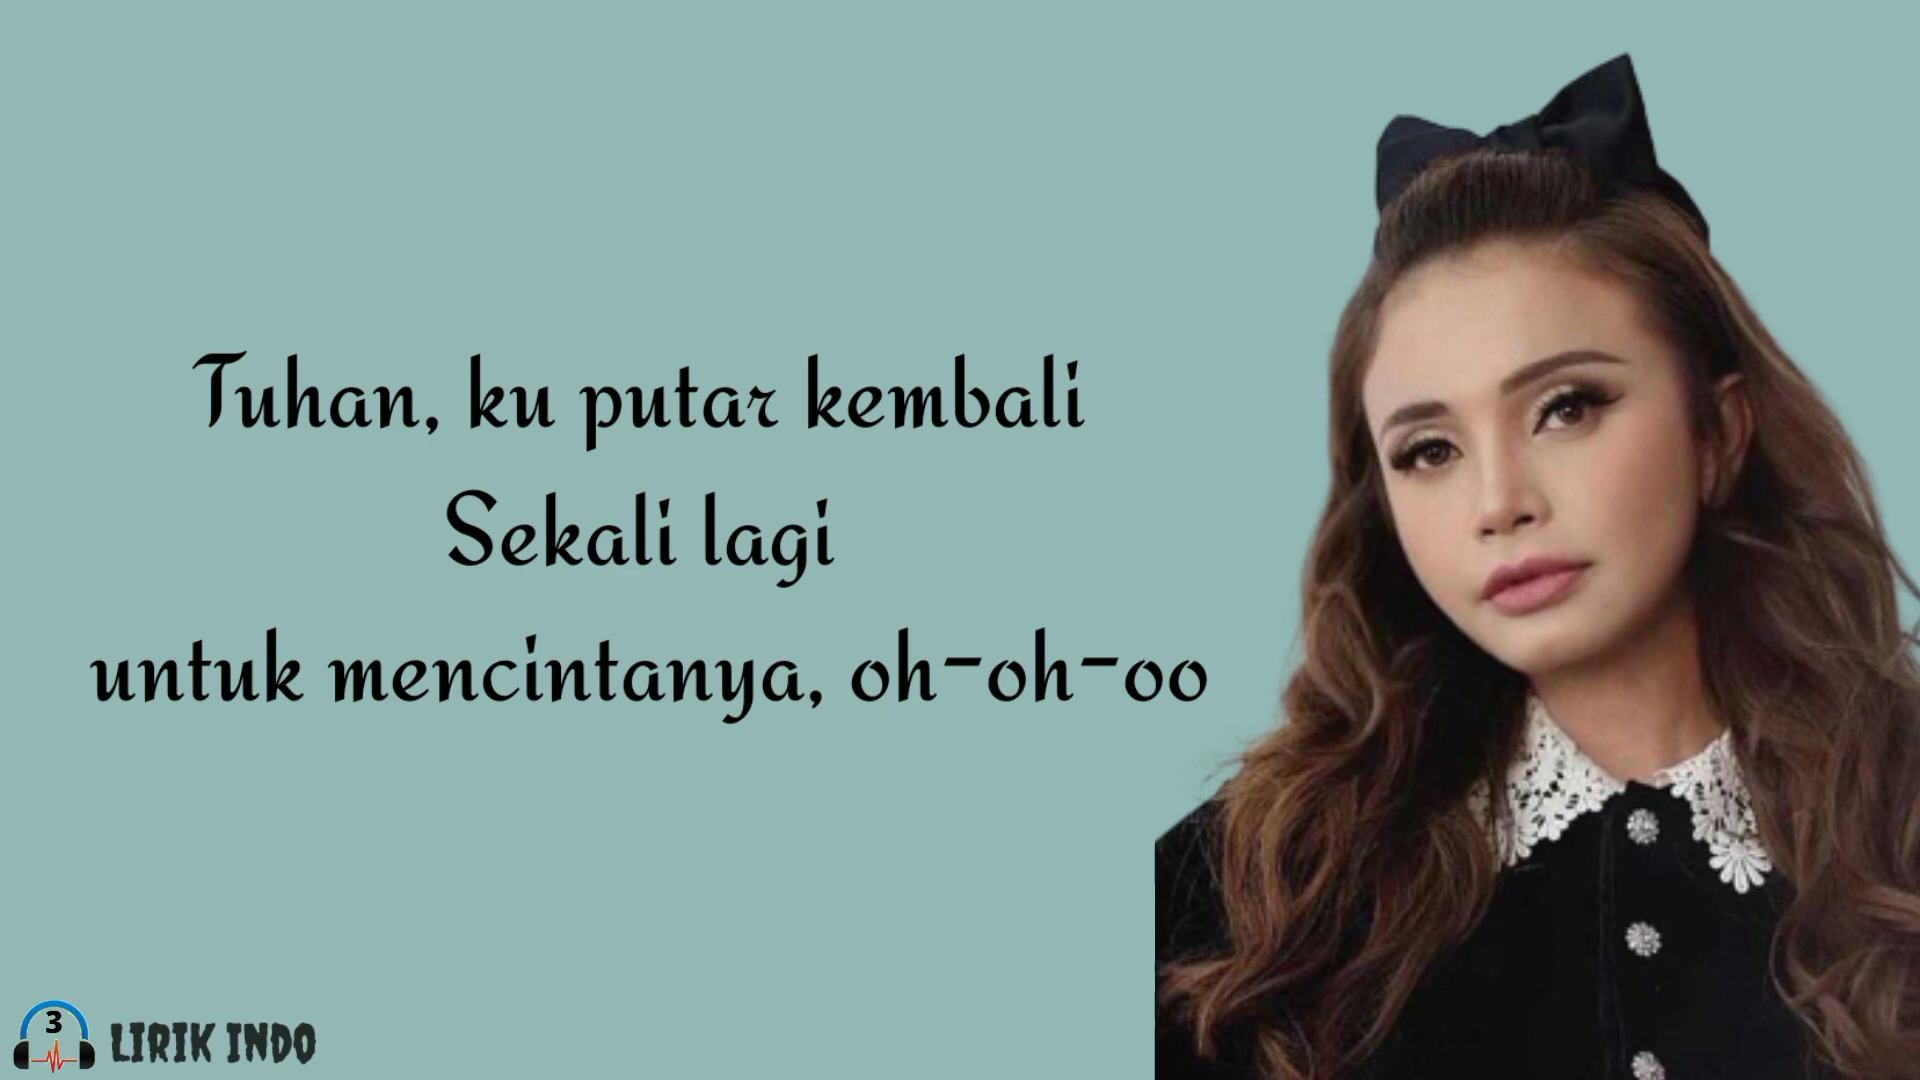 Tuhan, ku putar kembali
Sekali lagi
untuk mencintanya, oh-oh-oo
3
LIRIK INDO